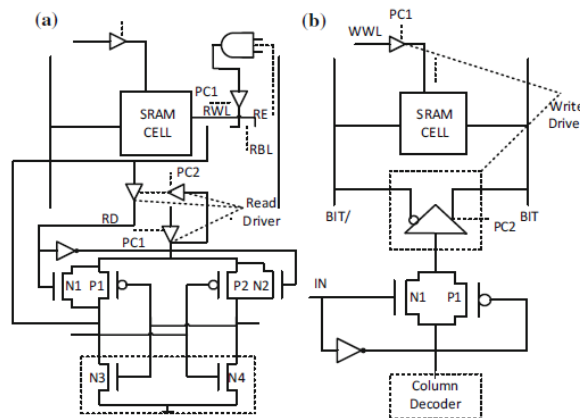 (a)
PC1
SRAM
CELL
RWL
RE
RBL
PC2
RD
Read
Driver
PC1
N1
P1
P2
N2
N3
N4
(b)
PC1
WWL
SRAM
CELL
Write
Drive
BIT/
PC2
BIT
IN
N1
P1
Column
Decoder